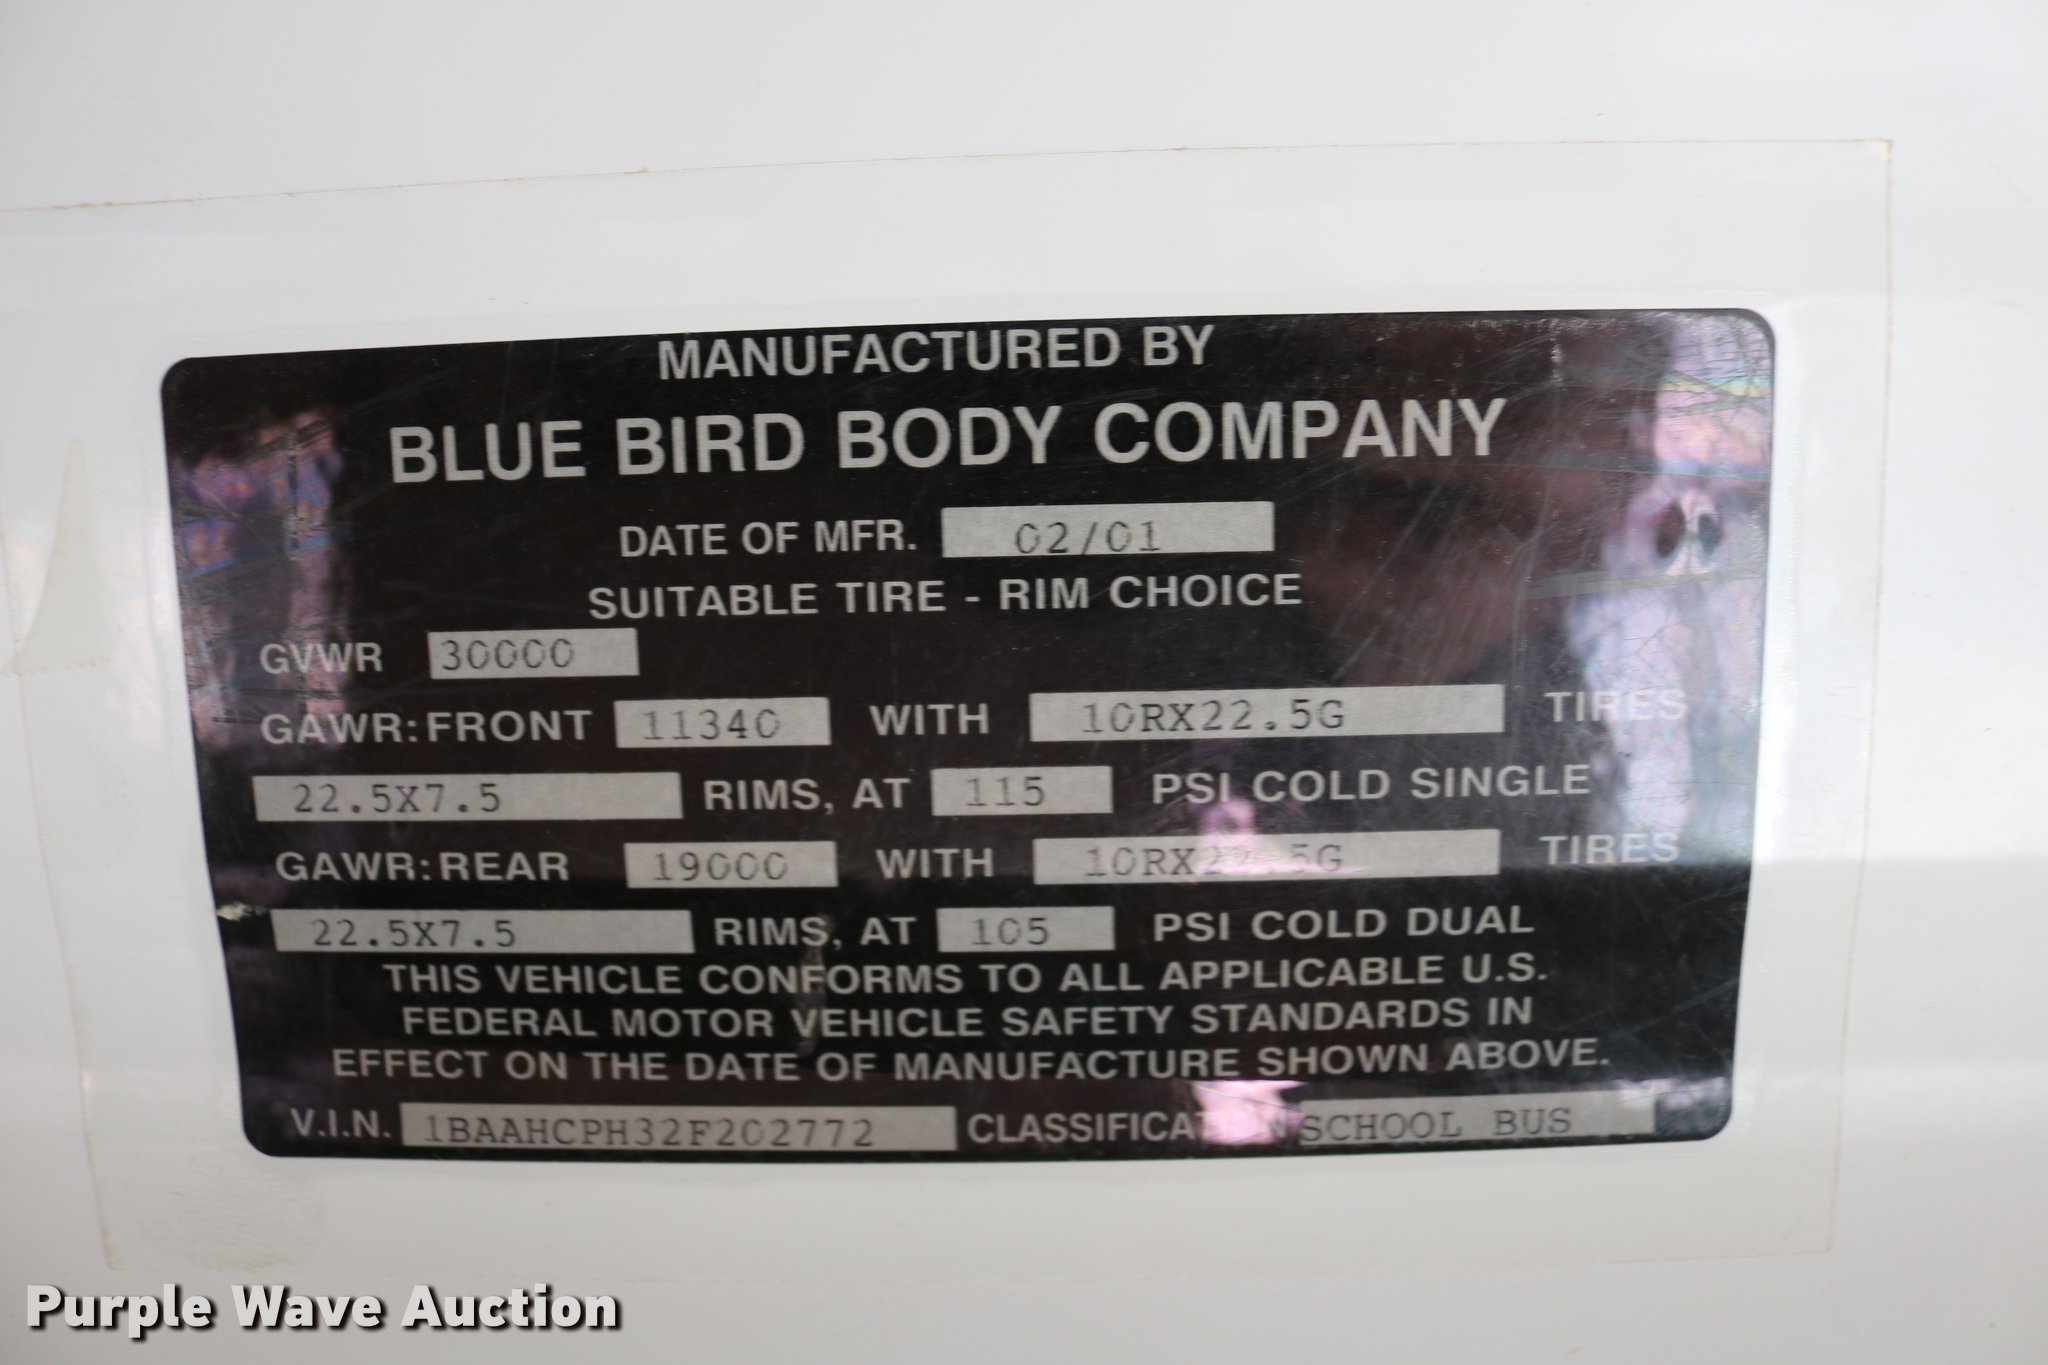 MANUFACTURED BY
BLUE BIRD BODY COMPANY
DATE OF MFR. 02/01
SUITABLE TIRE - RIM CHOICE
GVWR 30000
GAWR: FRONT 11340 WITH 10RX22.5G TIRES
22.5X7.5 RIMS, AT 115 PSI COLD SINGLE
GAWR: REAR 19000 WITH 10RX22.5G TIRES
22.5X7.5 RIMS, AT 105 PSI COLD DUAL
THIS VEHICLE CONFORMS TO ALL APPLICABLE U.S.
FEDERAL MOTOR VEHICLE SAFETY STANDARDS IN
EFFECT ON THE DATE OF MANUFACTURE SHOWN ABOVE.
V.I.N. 1BAAHCPH32F202772 CLASSIFICATION SCHOOL BUS
Purple Wave Auction